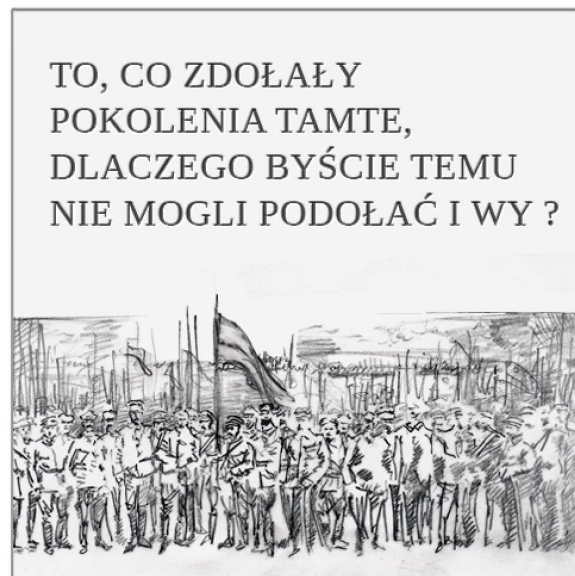 TO, CO ZDOŁAŁY
POKOLENIA TAMTE,
DLACZEGO BYŚCIE TEMU
NIE MOGLI PODOŁAĆ I WY ?